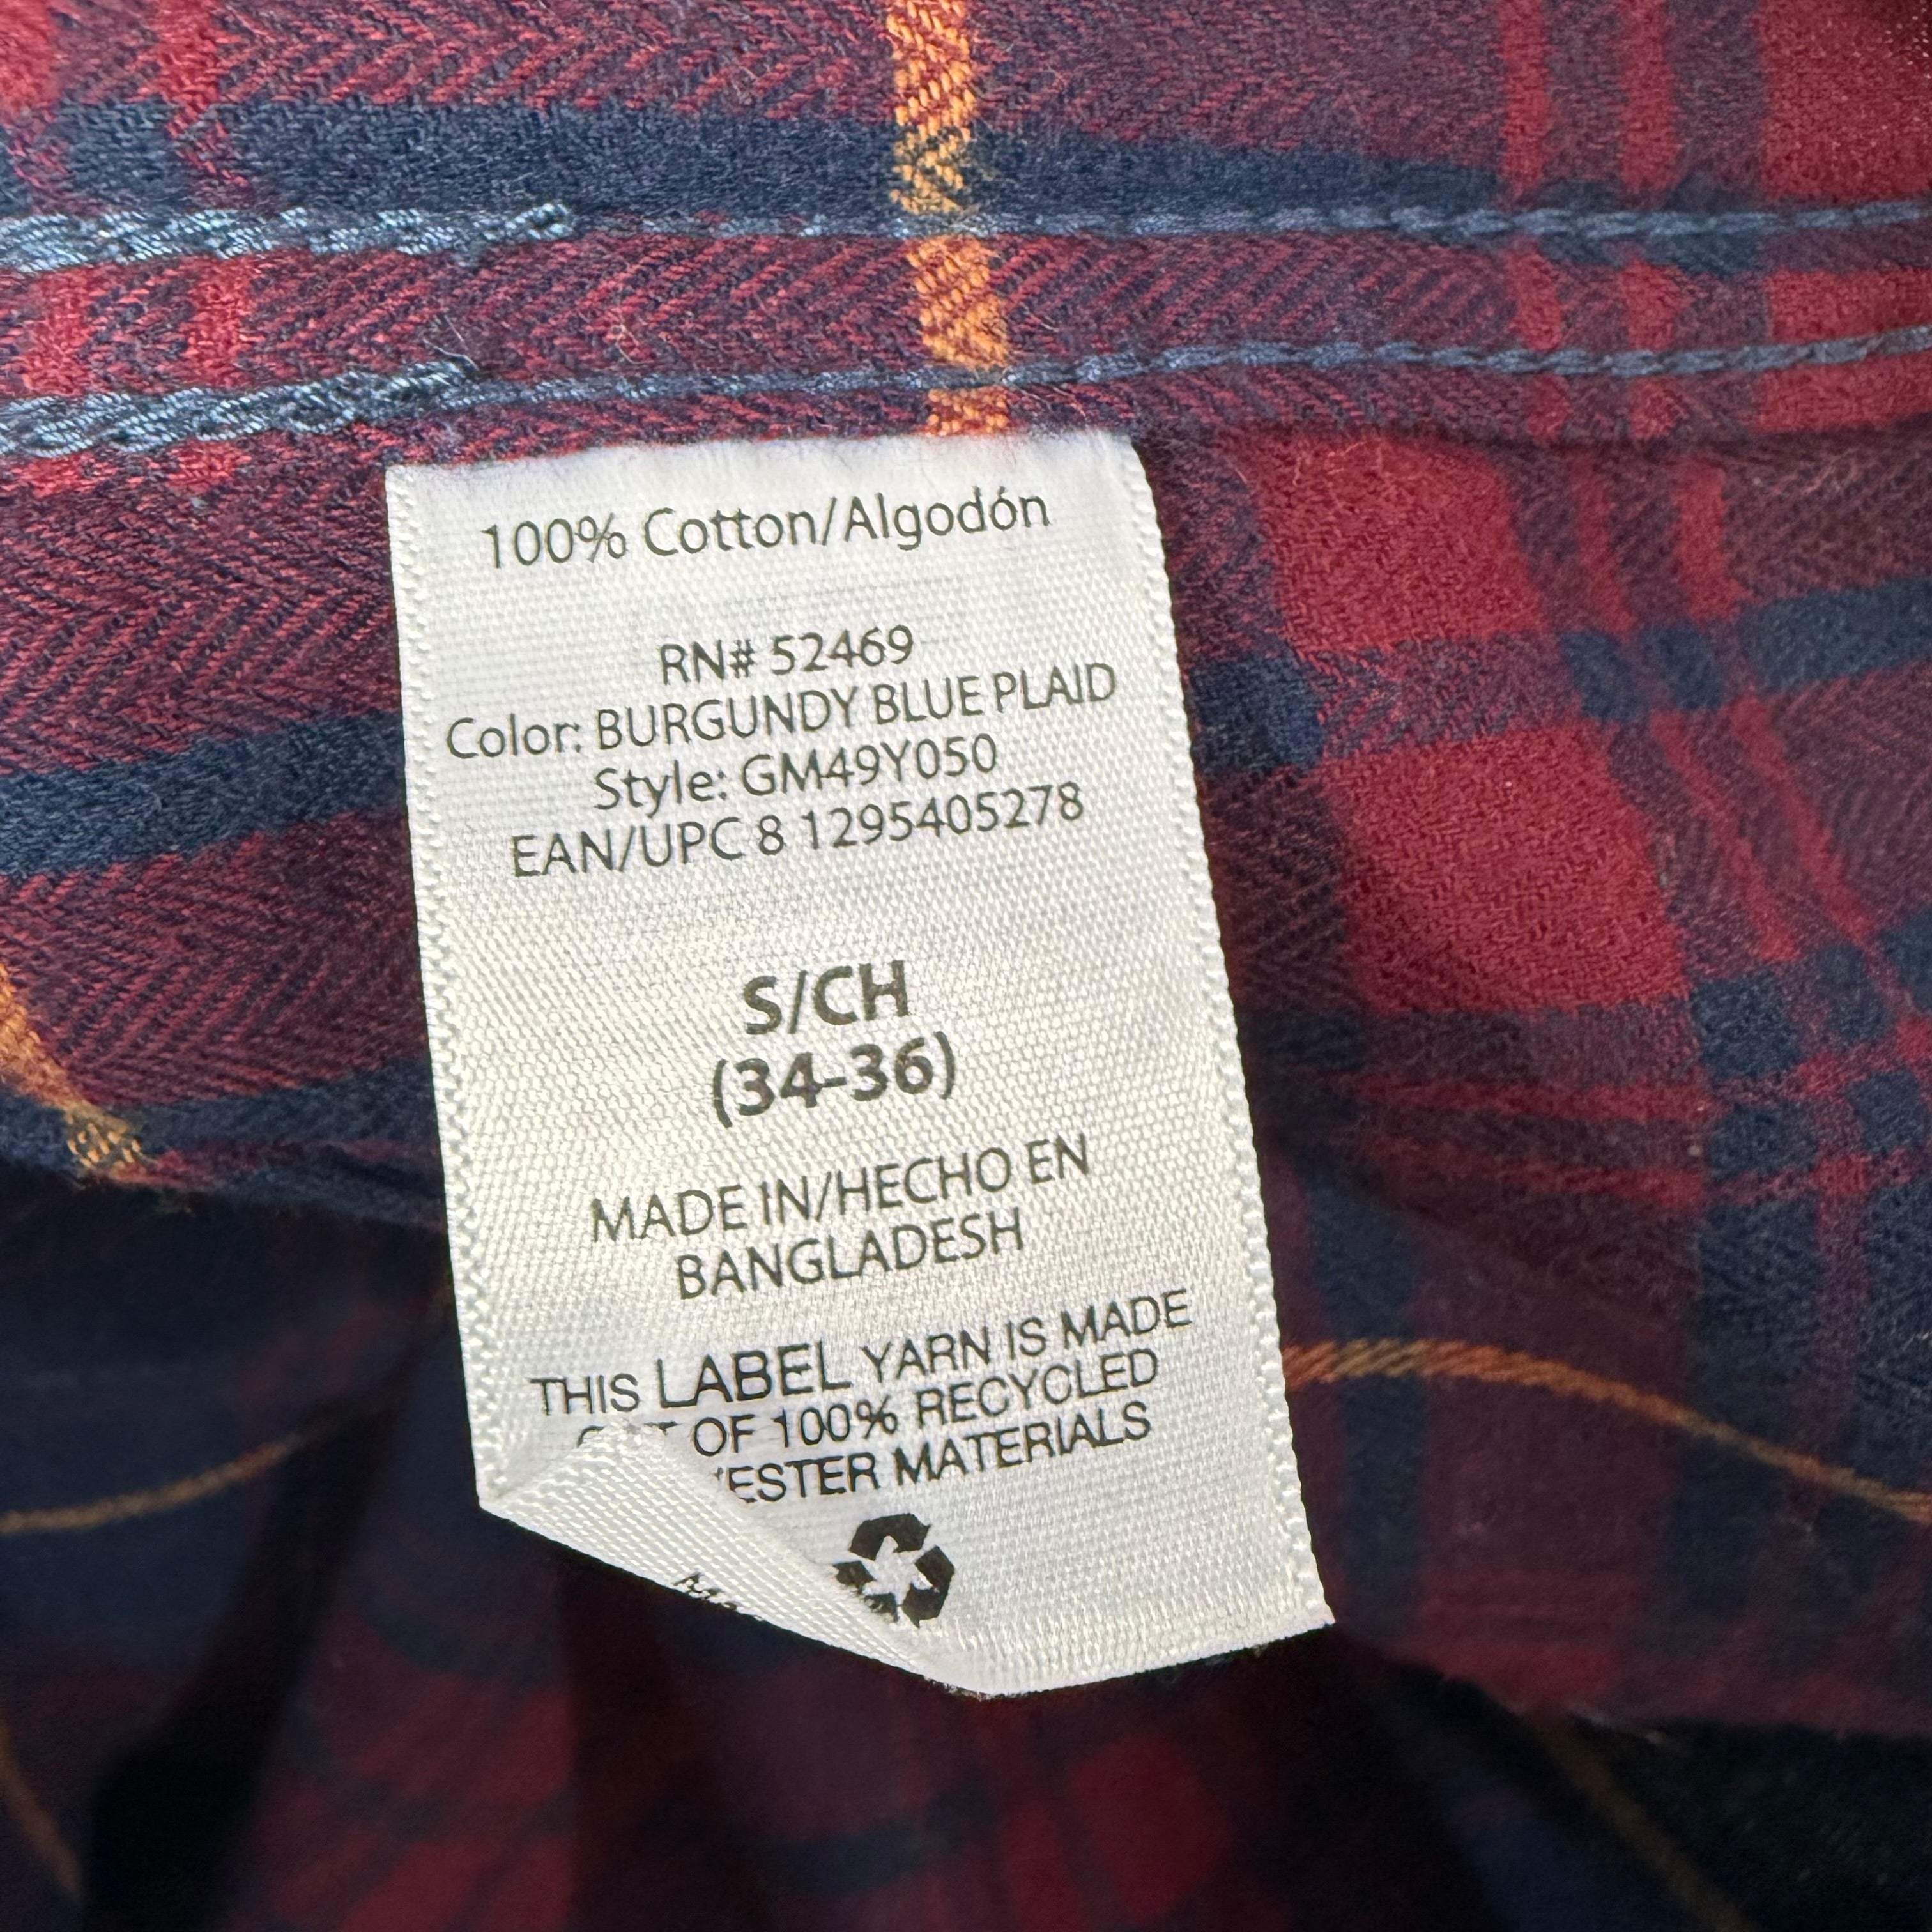 100% Cotton/Algodón
RN# 52469
Color: BURGUNDY BLUE PLAID
Style: GM49Y050
EAN/UPC 8 1295405278
S/CH
(34-36)
MADE IN/HECHO EN
BANGLADESH
THIS LABEL YARN IS MADE
OF 100% RECYCLED
MATERIALS